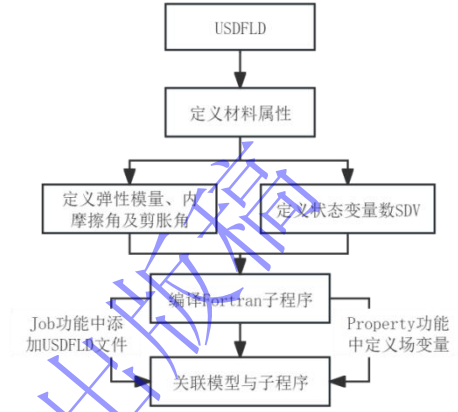 USDFLD
定义材料属性
定义弹性模量、内
摩擦角及剪胀角
定义状态变量数SDV
编译Fortran子程序
Job功能中添
加USDFLD文件
Property功能
中定义场变量
关联模型与子程序
出版稿